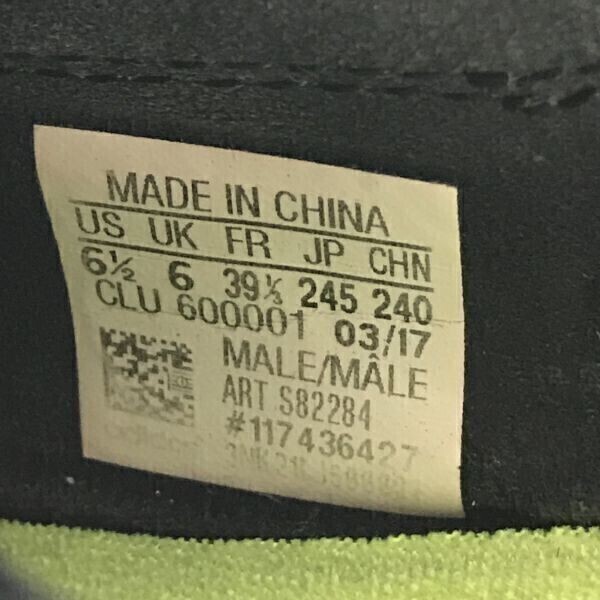 MADE IN CHINA
US UK FR JP CHN
6½ 6 39⅓ 245 240
CLU 600001 03/17
MALE/MÂLE
ART S82284
#117436427